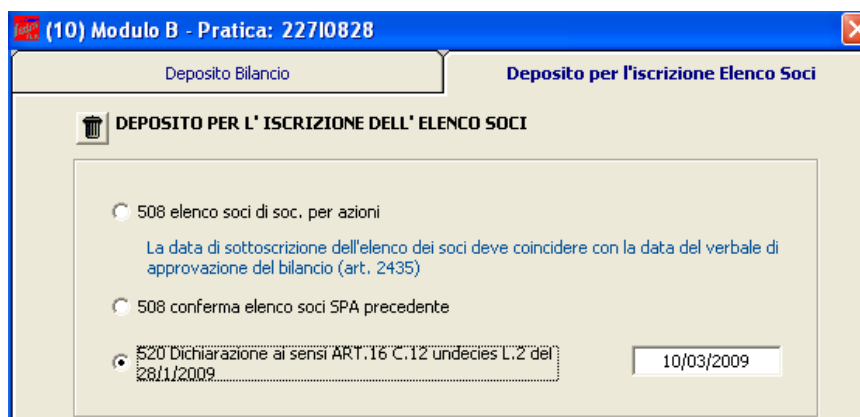 (10) Modulo B - Pratica: 227I0828
Deposito Bilancio
Deposito per l'iscrizione Elenco Soci
DEPOSITO PER L' ISCRIZIONE DELL' ELENCO SOCI
508 elenco soci di soc. per azioni
La data di sottoscrizione dell'elenco dei soci deve coincidere con la data del verbale di
approvazione del bilancio (art. 2435)
508 conferma elenco soci SPA precedente
520 Dichiarazione ai sensi ART.16 C.12 undecies L.2 del
28/1/2009
10/03/2009